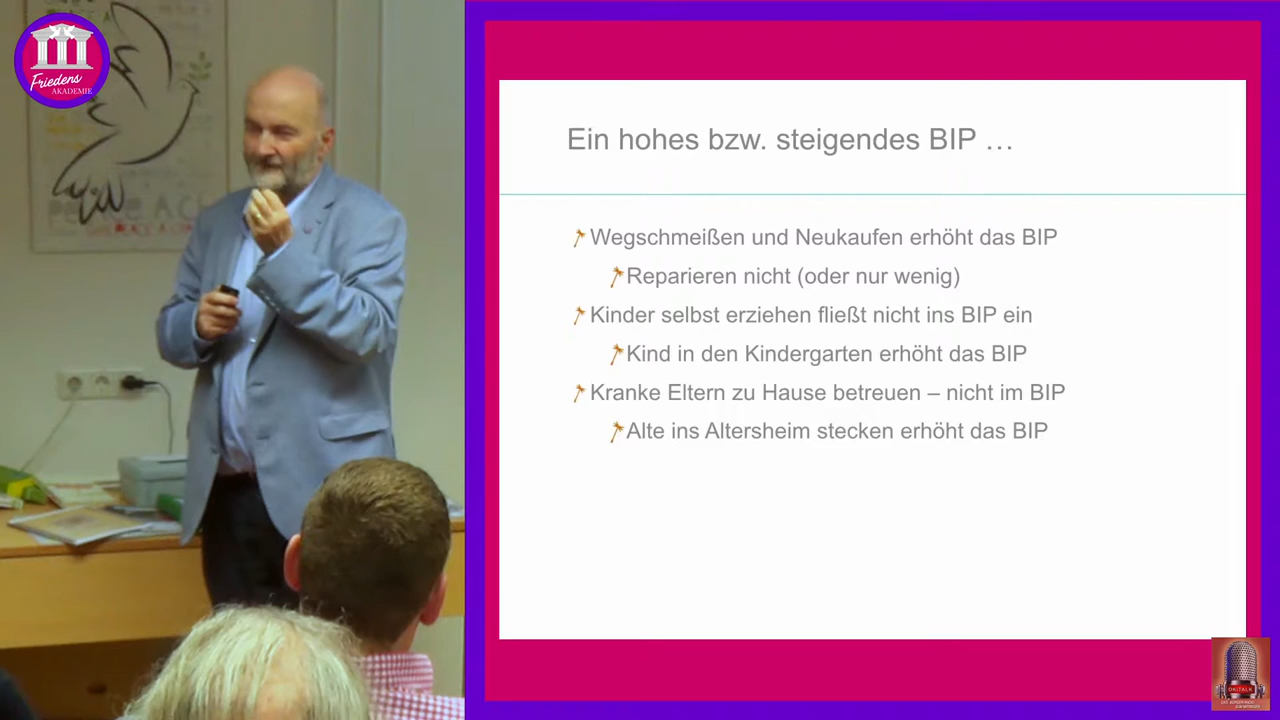 Friedens
AKADEMIE
Ein hohes bzw. steigendes BIP …
Wegschmeißen und Neukaufen erhöht das BIP
Reparieren nicht (oder nur wenig)
Kinder selbst erziehen fließt nicht ins BIP ein
Kind in den Kindergarten erhöht das BIP
Kranke Eltern zu Hause betreuen – nicht im BIP
Alte ins Altersheim stecken erhöht das BIP